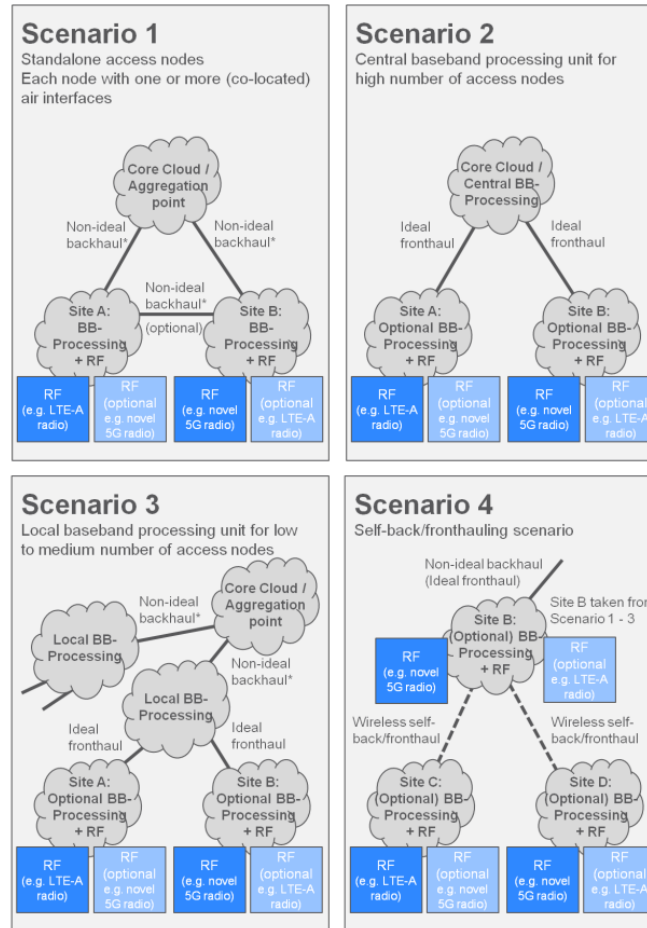 Scenario 1
Standalone access nodes
Each node with one or more (co-located)
air interfaces
Core Cloud /
Aggregation
point
Non-ideal
backhaul*
Non-ideal
backhaul*
Non-ideal
backhaul*
(optional)
Site A:
BB-
Processing
+ RF
Site B:
BB-
Processing
+ RF
RF
(e.g. LTE-A
radio)
RF
(optional
e.g. novel
5G radio)
RF
(e.g. novel
5G radio)
RF
(optional
e.g. LTE-A
radio)
Scenario 2
Central baseband processing unit for
high number of access nodes
Core Cloud /
Central BB-
Processing
Ideal
fronthaul
Ideal
fronthaul
Site A:
Optional BB-
Processing
+ RF
Site B:
Optional BB-
Processing
+ RF
RF
(e.g. LTE-A
radio)
RF
(optional
e.g. novel
5G radio)
RF
(e.g. novel
5G radio)
RF
(optional
e.g. LTE-A
radio)
Scenario 3
Local baseband processing unit for low
to medium number of access nodes
Core Cloud /
Aggregation
point
Non-ideal
backhaul*
Local BB-
Processing
Non-ideal
backhaul*
Local BB-
Processing
Ideal
fronthaul
Ideal
fronthaul
Site A:
Optional BB-
Processing
+ RF
Site B:
Optional BB-
Processing
+ RF
RF
(e.g. LTE-A
radio)
RF
(optional
e.g. novel
5G radio)
RF
(e.g. novel
5G radio)
RF
(optional
e.g. LTE-A
radio)
Scenario 4
Self-back/fronthauling scenario
Non-ideal backhaul
(Ideal fronthaul)
Site B taken from
Scenario 1 - 3
Site B:
(Optional) BB-
Processing
+ RF
RF
(e.g. novel
5G radio)
RF
(optional
e.g. LTE-A
radio)
Wireless self-
back/fronthaul
Wireless self-
back/fronthaul
Site C:
(Optional) BB-
Processing
+ RF
Site D:
(Optional) BB-
Processing
+ RF
RF
(e.g. LTE-A
radio)
RF
(optional
e.g. novel
5G radio)
RF
(e.g. novel
5G radio)
RF
(optional
e.g. LTE-A
radio)